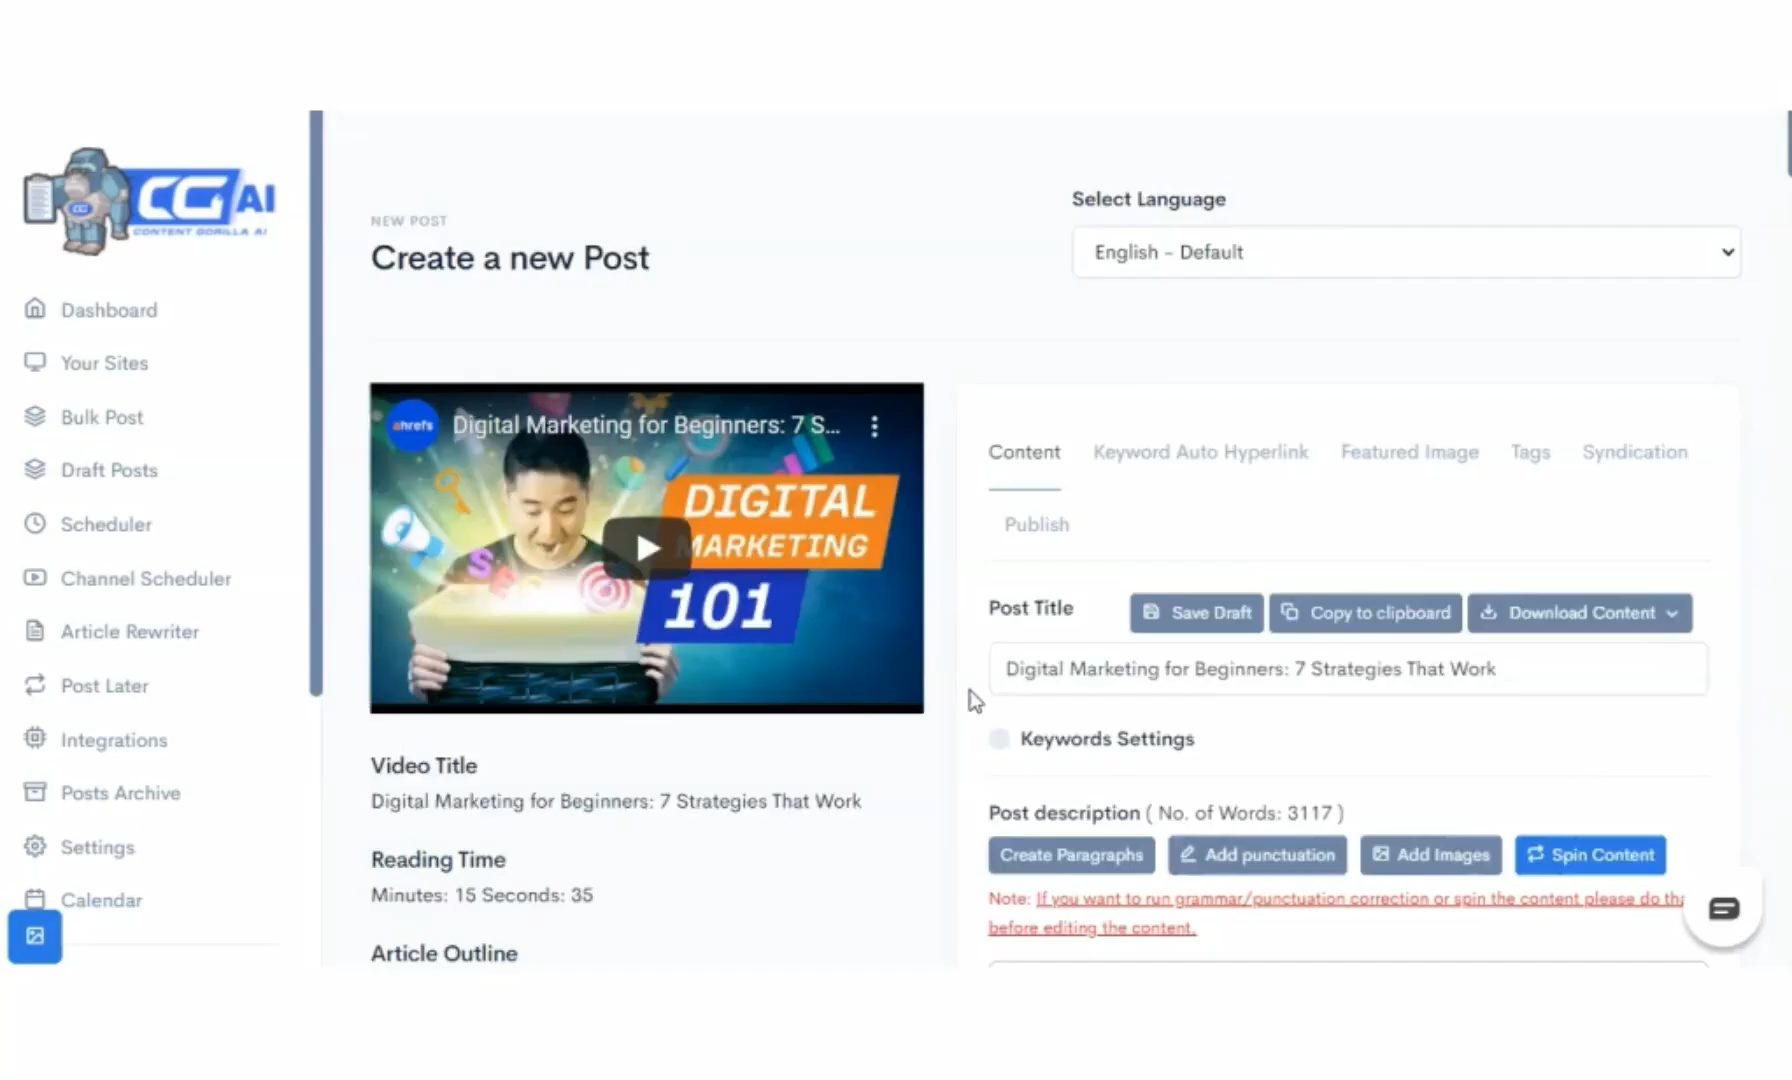 CG AI
CONTENT GORILLA AI
Dashboard
Your Sites
Bulk Post
Draft Posts
Scheduler
Channel Scheduler
Article Rewriter
Post Later
Integrations
Posts Archive
Settings
Calendar
NEW POST
Create a new Post
Select Language
English - Default
ahrefs
Digital Marketing for Beginners: 7 S...
DIGITAL
MARKETING
101
Video Title
Digital Marketing for Beginners: 7 Strategies That Work
Reading Time
Minutes: 15 Seconds: 35
Article Outline
Content Keyword Auto Hyperlink Featured Image Tags Syndication
Publish
Post Title Save Draft Copy to clipboard Download Content
Digital Marketing for Beginners: 7 Strategies That Work
Keywords Settings
Post description ( No. of Words: 3117 )
Create Paragraphs Add punctuation Add Images Spin Content
Note: If you want to run grammar/punctuation correction or spin the content please do
before editing the content.